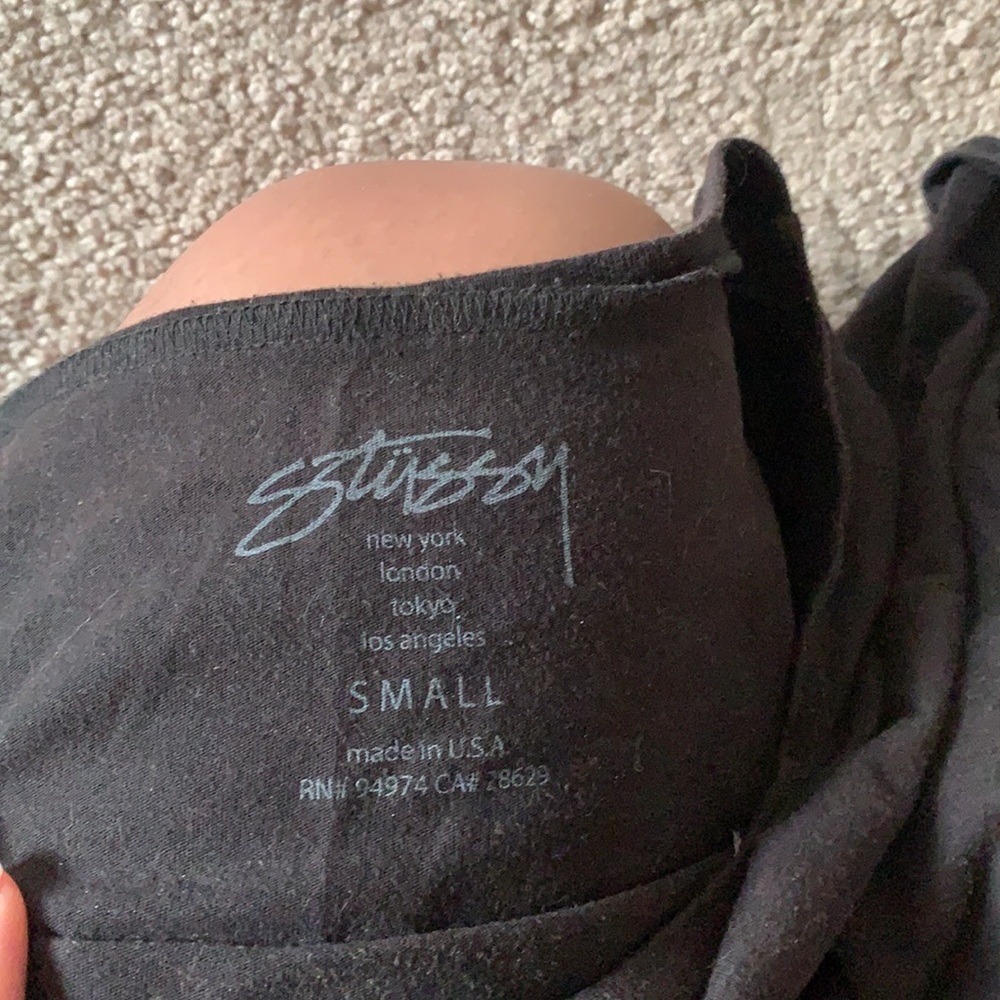 stüssy
new york
london
tokyo
los angeles
SMALL
made in U.S.A
RN# 94974 CA# 28629